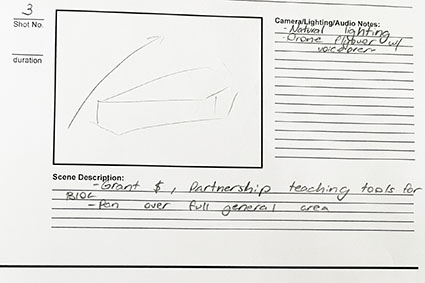 3
Shot No.
duration
Camera/Lighting/Audio Notes:
- Natural lighting
- Drone flyover w/
voiceover
Scene Description:
- Grant $, Partnership teaching tools for
BIOL
- Pan over full general area